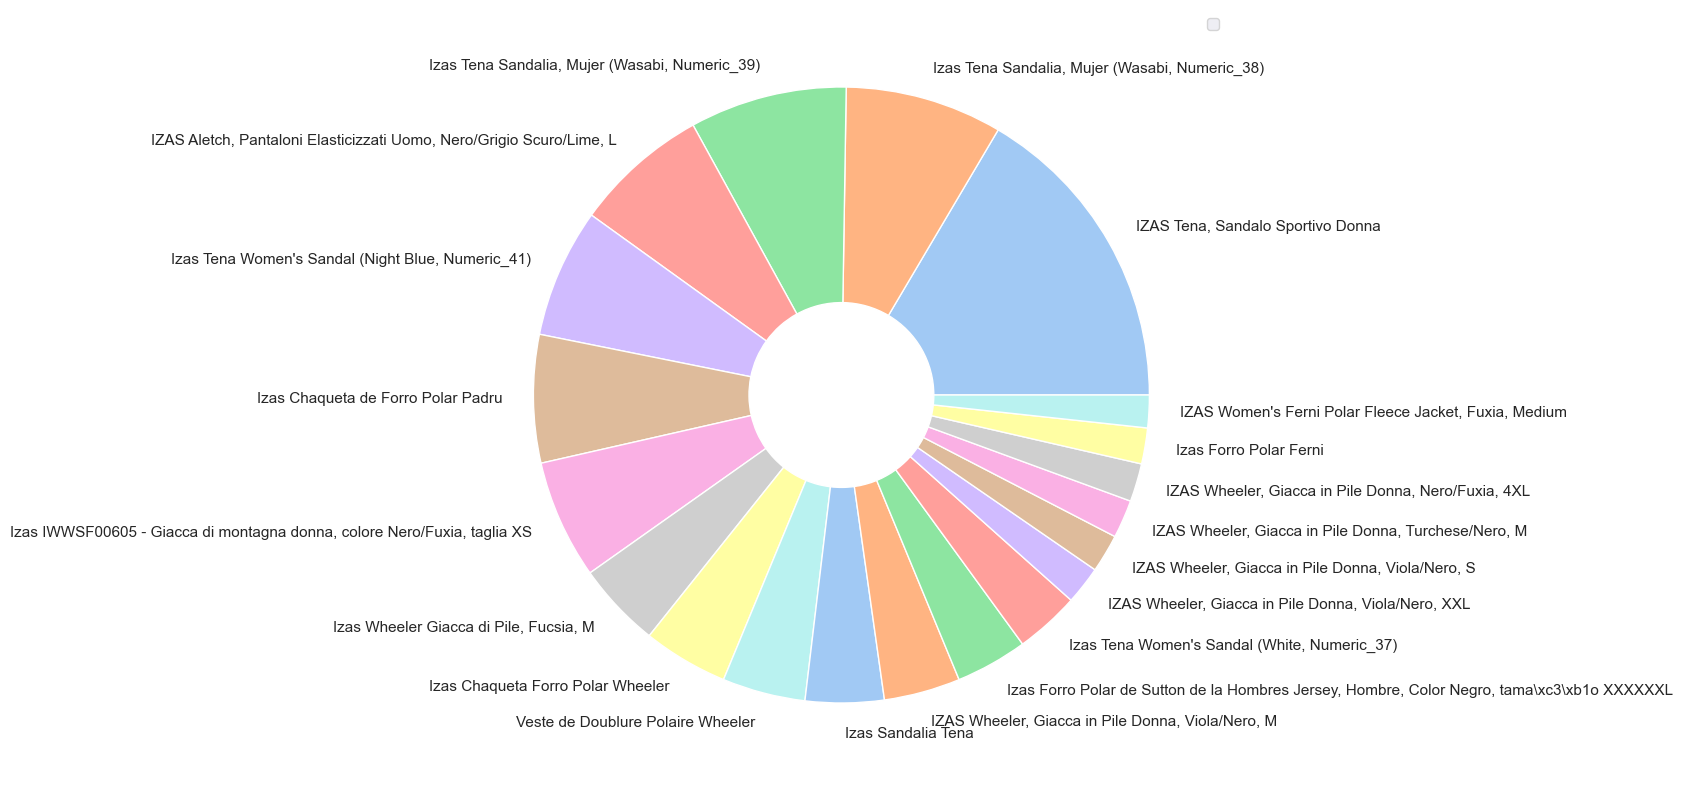 Izas Tena Sandalia, Mujer (Wasabi, Numeric_39)
Izas Tena Sandalia, Mujer (Wasabi, Numeric_38)
IZAS Aletch, Pantaloni Elasticizzati Uomo, Nero/Grigio Scuro/Lime, L
IZAS Tena, Sandalo Sportivo Donna
Izas Tena Women's Sandal (Night Blue, Numeric_41)
Izas Chaqueta de Forro Polar Padru
IZAS Women's Ferni Polar Fleece Jacket, Fuxia, Medium
Izas Forro Polar Ferni
IZAS Wheeler, Giacca in Pile Donna, Nero/Fuxia, 4XL
Izas IWWSF00605 - Giacca di montagna donna, colore Nero/Fuxia, taglia XS
IZAS Wheeler, Giacca in Pile Donna, Turchese/Nero, M
IZAS Wheeler, Giacca in Pile Donna, Viola/Nero, S
IZAS Wheeler, Giacca in Pile Donna, Viola/Nero, XXL
Izas Wheeler Giacca di Pile, Fucsia, M
Izas Tena Women's Sandal (White, Numeric_37)
Izas Chaqueta Forro Polar Wheeler
Izas Forro Polar de Sutton de la Hombres Jersey, Hombre, Color Negro, tama\xc3\xb1o XXXXXXL
Veste de Doublure Polaire Wheeler
IZAS Wheeler, Giacca in Pile Donna, Viola/Nero, M
Izas Sandalia Tena